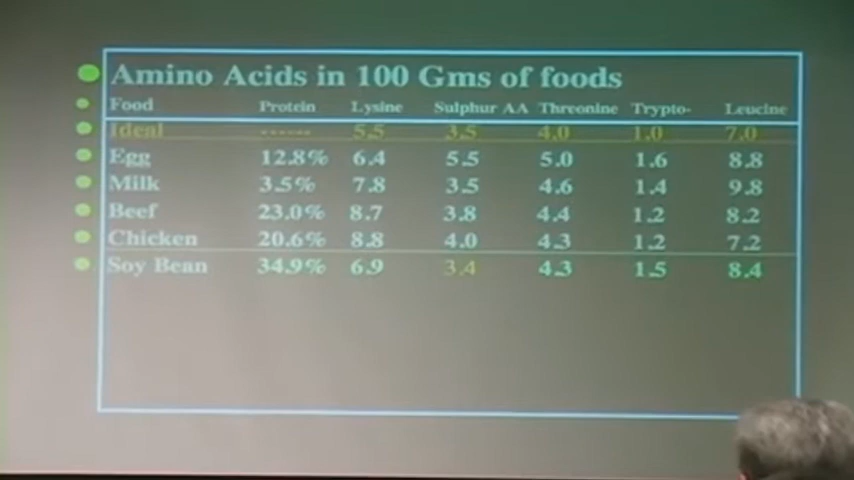 Amino Acids in 100 Gms of foods
Food Protein Lysine Sulphur AA Threonine Trypto- Leucine
Ideal ------ 5.5 3.5 4.0 1.0 7.0
Egg 12.8% 6.4 5.5 5.0 1.6 8.8
Milk 3.5% 7.8 3.5 4.6 1.4 9.8
Beef 23.0% 8.7 3.8 4.4 1.2 8.2
Chicken 20.6% 8.8 4.0 4.3 1.2 7.2
Soy Bean 34.9% 6.9 3.4 4.3 1.5 8.4